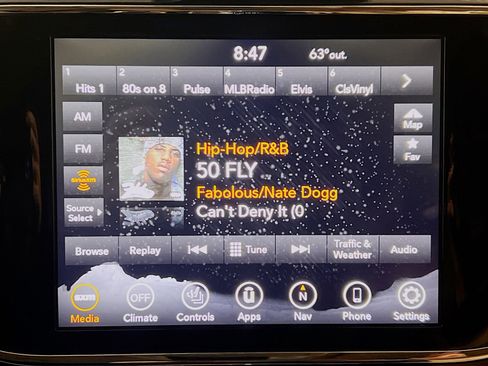 8:47 63° out.
1 Hits 1 2 80s on 8 3 Pulse 4 MLBRadio 5 Elvis 6 ClsVinyl
AM
Map
FM
Hip-Hop/R&B
Fav
50 FLY
siriusxm
Fabolous/Nate Dogg
Source Select
Can't Deny It (0
Browse Replay Tune Traffic & Weather Audio
sxm OFF N
Media Climate Controls Apps Nav Phone Settings